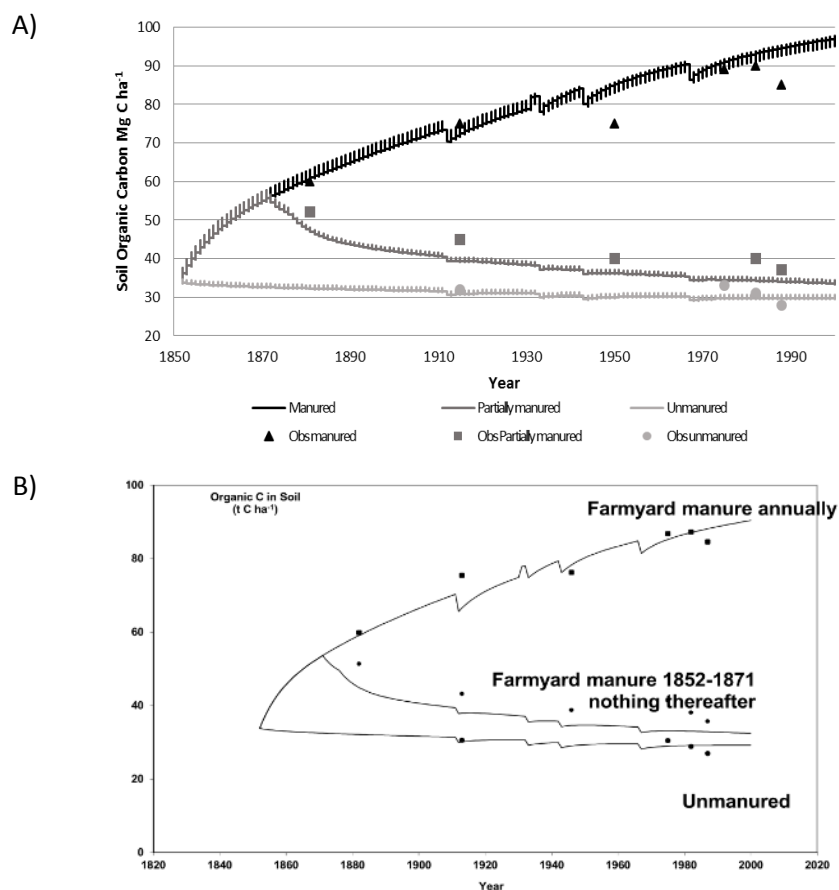 A)
100
90
80
70
60
50
40
30
20
Soil Organic Carbon Mg C ha-1
1850 1870 1890 1910 1930 1950 1970 1990
Year
Manured Partially manured Unmanured
Obs manured Obs Partially manured Obs unmanured
B)
100
80
60
40
20
0
Organic C in Soil
(t C ha-1)
Farmyard manure annually
Farmyard manure 1852-1871
nothing thereafter
Unmanured
1820 1840 1860 1880 1900 1920 1940 1960 1980 2000 2020
Year